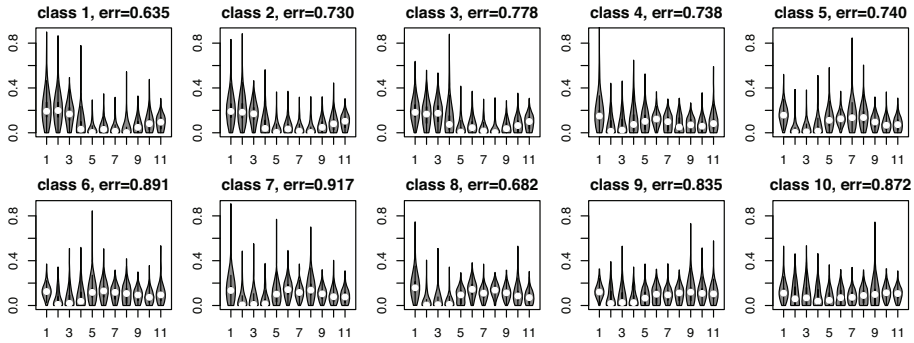 class 1, err=0.635
class 2, err=0.730
class 3, err=0.778
class 4, err=0.738
class 5, err=0.740
0.0 0.4 0.8
0.0 0.4 0.8
0.0 0.4 0.8
0.0 0.4 0.8
0.0 0.4 0.8
1 3 5 7 9 11
1 3 5 7 9 11
1 3 5 7 9 11
1 3 5 7 9 11
1 3 5 7 9 11
class 6, err=0.891
class 7, err=0.917
class 8, err=0.682
class 9, err=0.835
class 10, err=0.872
0.0 0.4 0.8
0.0 0.4 0.8
0.0 0.4 0.8
0.0 0.4 0.8
0.0 0.4 0.8
1 3 5 7 9 11
1 3 5 7 9 11
1 3 5 7 9 11
1 3 5 7 9 11
1 3 5 7 9 11